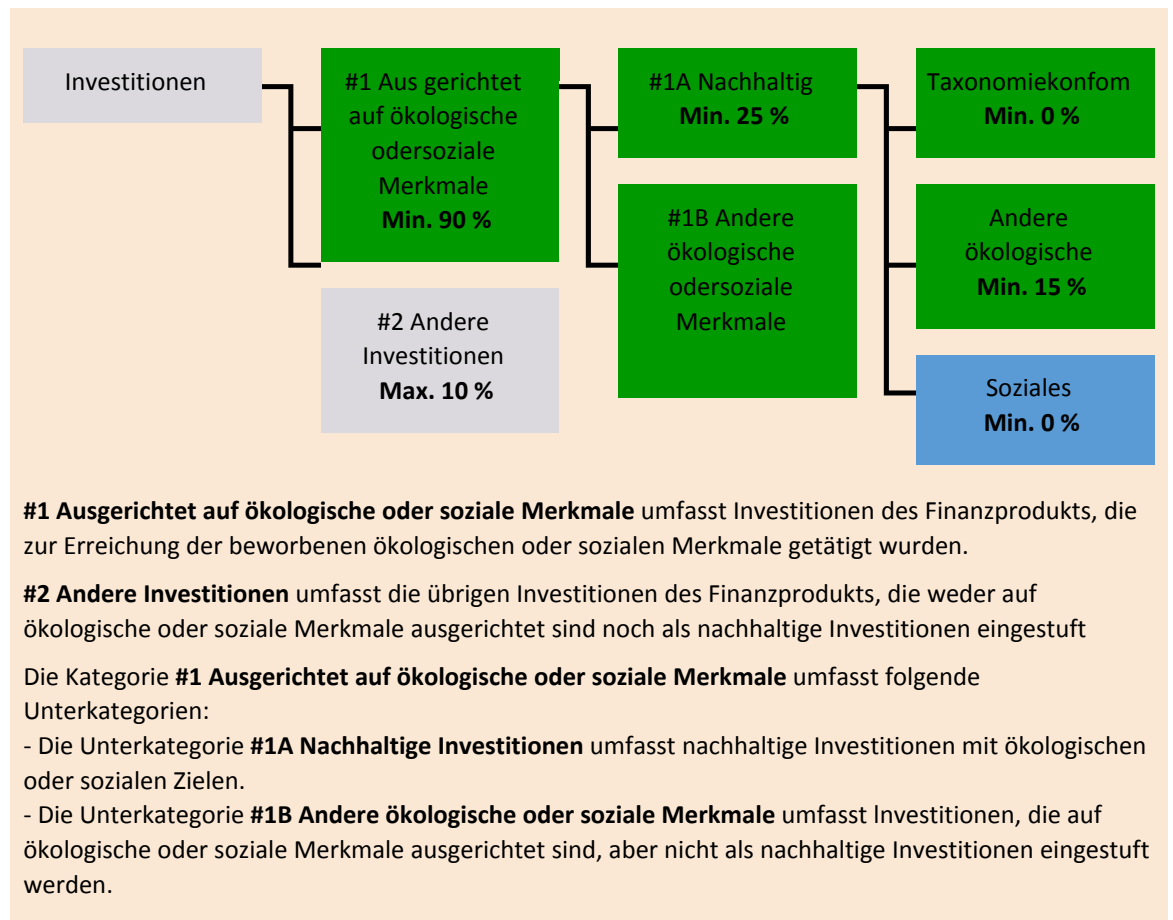 Investitionen
#1 Aus gerichtet
auf ökologische
odersoziale
Merkmale
Min. 90 %
#2 Andere
Investitionen
Max. 10 %
#1A Nachhaltig
Min. 25 %
#1B Andere
ökologische
odersoziale
Merkmale
Taxonomiekonfom
Min. 0 %
Andere
ökologische
Min. 15 %
Soziales
Min. 0 %
#1 Ausgerichtet auf ökologische oder soziale Merkmale umfasst Investitionen des Finanzprodukts, die
zur Erreichung der beworbenen ökologischen oder sozialen Merkmale getätigt wurden.
#2 Andere Investitionen umfasst die übrigen Investitionen des Finanzprodukts, die weder auf
ökologische oder soziale Merkmale ausgerichtet sind noch als nachhaltige Investitionen eingestuft
Die Kategorie #1 Ausgerichtet auf ökologische oder soziale Merkmale umfasst folgende
Unterkategorien:
- Die Unterkategorie #1A Nachhaltige Investitionen umfasst nachhaltige Investitionen mit ökologischen
oder sozialen Zielen.
- Die Unterkategorie #1B Andere ökologische oder soziale Merkmale umfasst lnvestitionen, die auf
ökologische oder soziale Merkmale ausgerichtet sind, aber nicht als nachhaltige Investitionen eingestuft
werden.